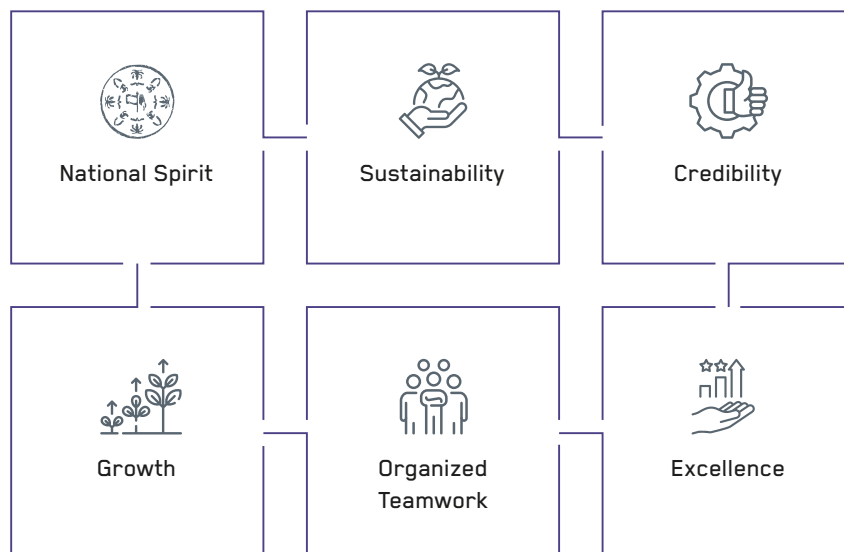 National Spirit
Sustainability
Credibility
Growth
Organized
Teamwork
Excellence